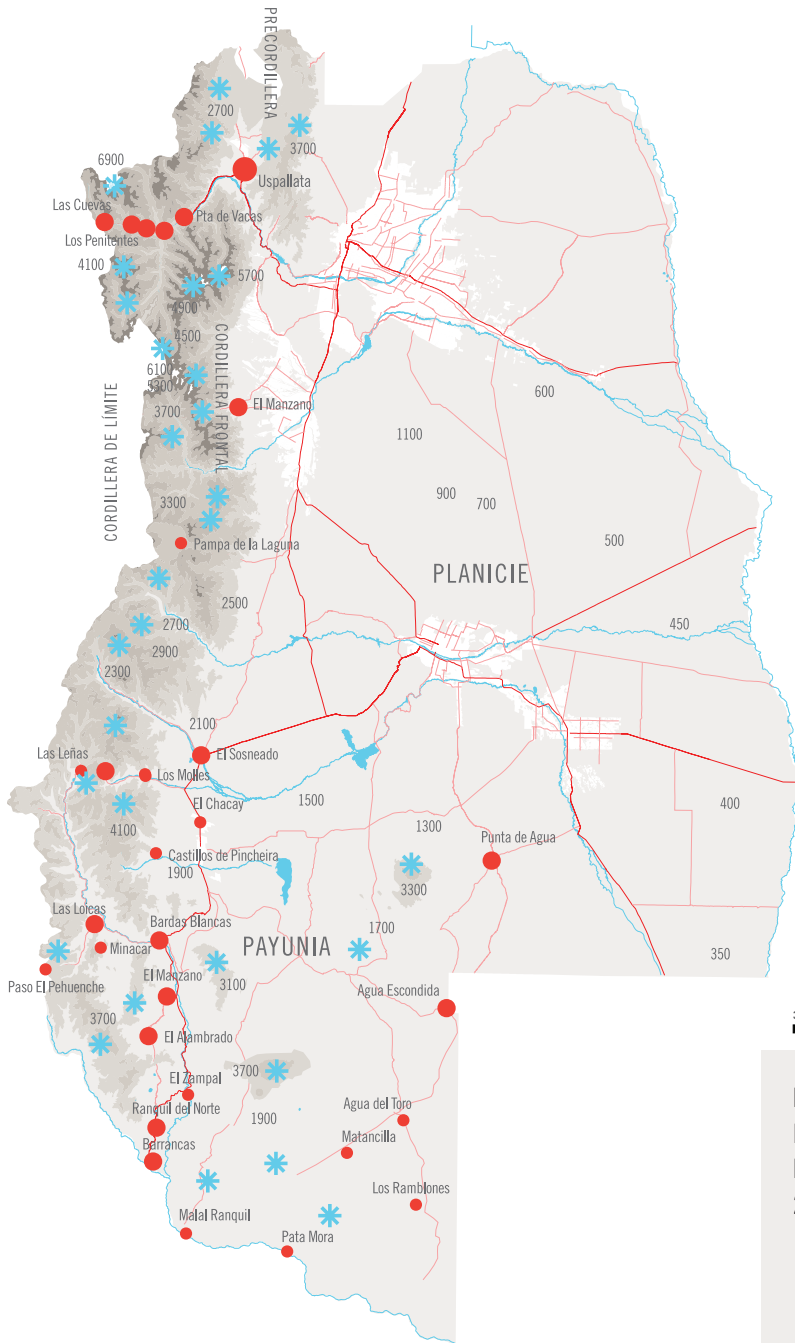 PRECORDILLERA
2700
3700
6900
Uspallata
Las Cuevas
Pta de Vacas
Los Penitentes
4100
5700
4900
4500
CORDILLERA FRONTAL
6100
5300
600
3700
El Manzano
CORDILLERA DE LÍMITE
1100
900
700
3300
500
Pampa de la Laguna
PLANICIE
2500
2700
450
2900
2300
2100
Las Leñas
El Sosneado
Los Molles
1500
400
El Chacay
4100
1300
Punta de Agua
Castillos de Pincheira
1900
3300
Las Loicas
Bardas Blancas
Minacar
PAYUNIA
1700
350
Paso El Pehuenche
El Manzano
3100
Agua Escondida
3700
El Alambrado
3700
El Zampal
Ranquil del Norte
1900
Agua del Toro
Barrancas
Matancilla
Los Ramblones
Malal Ranquil
Pata Mora